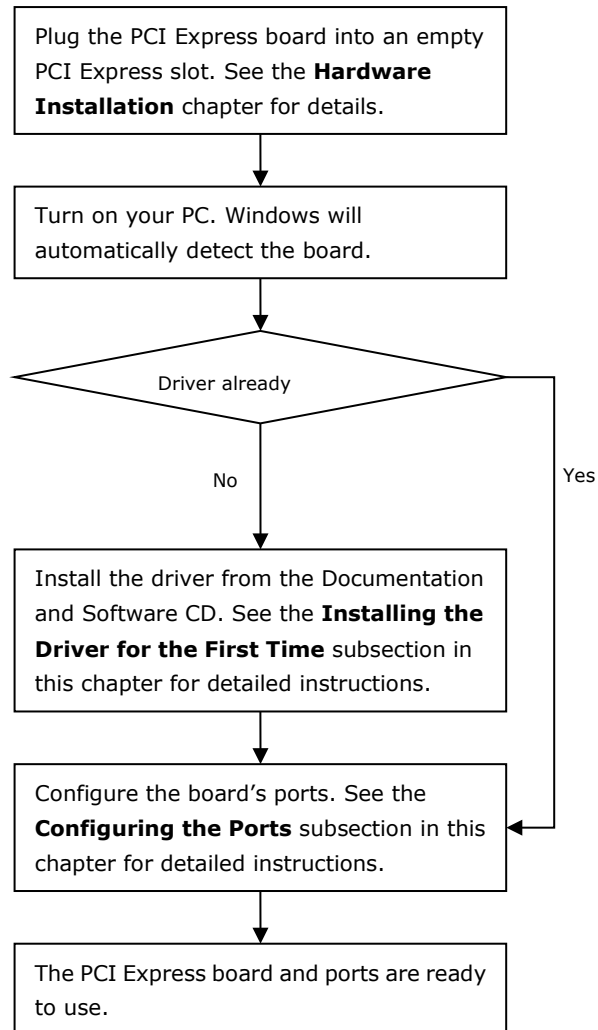 Plug the PCI Express board into an empty
PCI Express slot. See the Hardware
Installation chapter for details.
Turn on your PC. Windows will
automatically detect the board.
Driver already
No
Yes
Install the driver from the Documentation
and Software CD. See the Installing the
Driver for the First Time subsection in
this chapter for detailed instructions.
Configure the board’s ports. See the
Configuring the Ports subsection in this
chapter for detailed instructions.
The PCI Express board and ports are ready
to use.